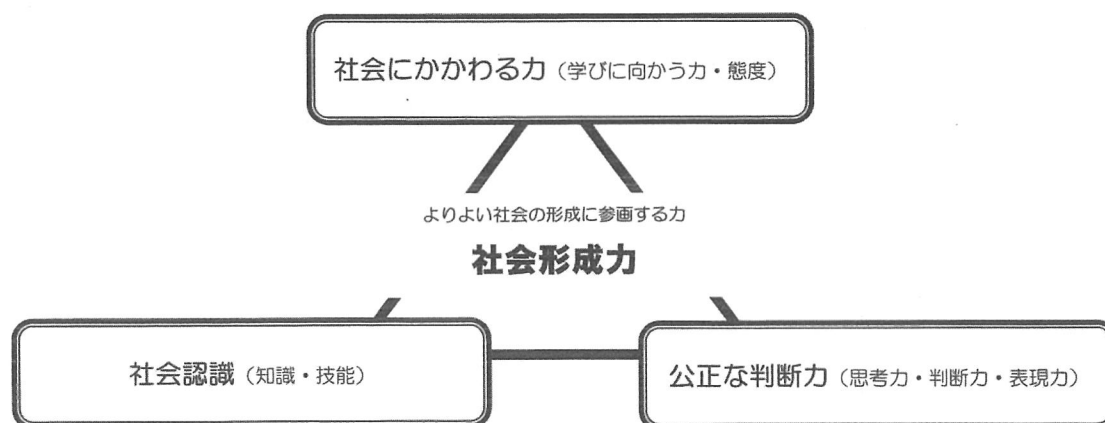 社会にかかわる力（学びに向かう力・態度）
よりよい社会の形成に参画する力
社会形成力
社会認識（知識・技能）
公正な判断力（思考力・判断力・表現力）